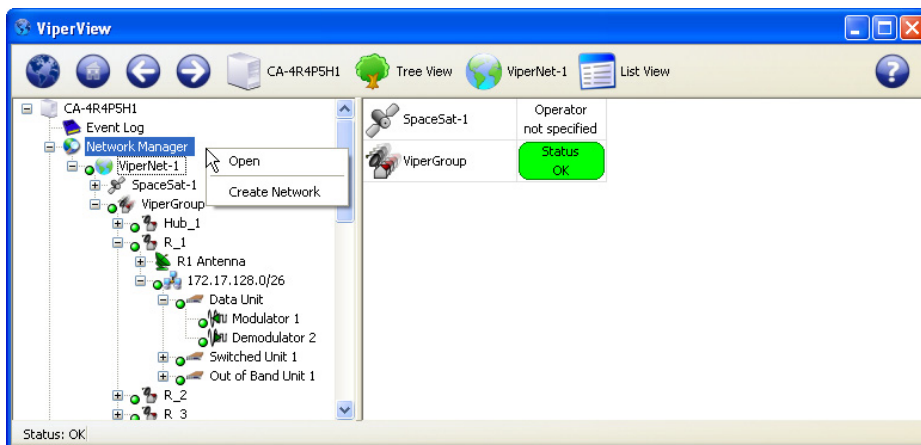 ViperView
CA-4R4P5H1 Tree View ViperNet-1 List View
CA-4R4P5H1
Event Log
Network Manager
ViperNet-1
SpaceSat-1
ViperGroup
Hub_1
R_1
R1 Antenna
172.17.128.0/26
Data Unit
Modulator 1
Demodulator 2
Switched Unit 1
Out of Band Unit 1
R_2
R_3
Open
Create Network
SpaceSat-1
Operator
not specified
ViperGroup
Status
OK
Status: OK